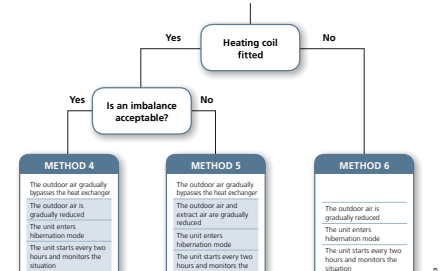 Yes
Heating coil
fitted
No
Yes
Is an imbalance
acceptable?
No
METHOD 4
The outdoor air gradually
bypasses the heat exchanger
The outdoor air is
gradually reduced
The unit enters
hibernation mode
The unit starts every two
hours and monitors the
situation
METHOD 5
The outdoor air gradually
bypasses the heat exchanger
The outdoor air and
extract air are gradually
reduced
The unit enters
hibernation mode
The unit starts every two
hours and monitors the
METHOD 6
The outdoor air is
gradually reduced
The unit enters
hibernation mode
The unit starts every two
hours and monitors the
situation